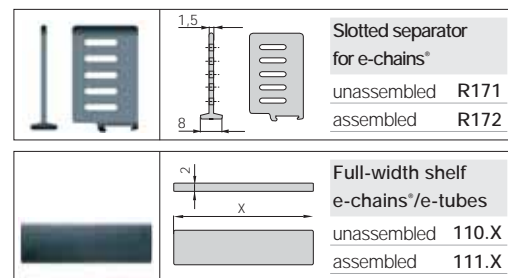 1,5
8
Slotted separator
for e-chains®
unassembled R171
assembled R172
2
X
Full-width shelf
e-chains®/e-tubes
unassembled 110.X
assembled 111.X